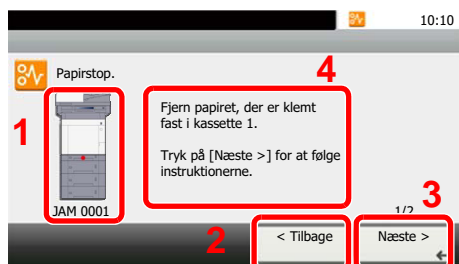 10:10
Papirstop.
4
Fjern papiret, der er klemt
fast i kassette 1.
1
Tryk på [Næste >] for at følge
instruktionerne.
JAM 0001
1/2
3
2
< Tilbage
Næste >